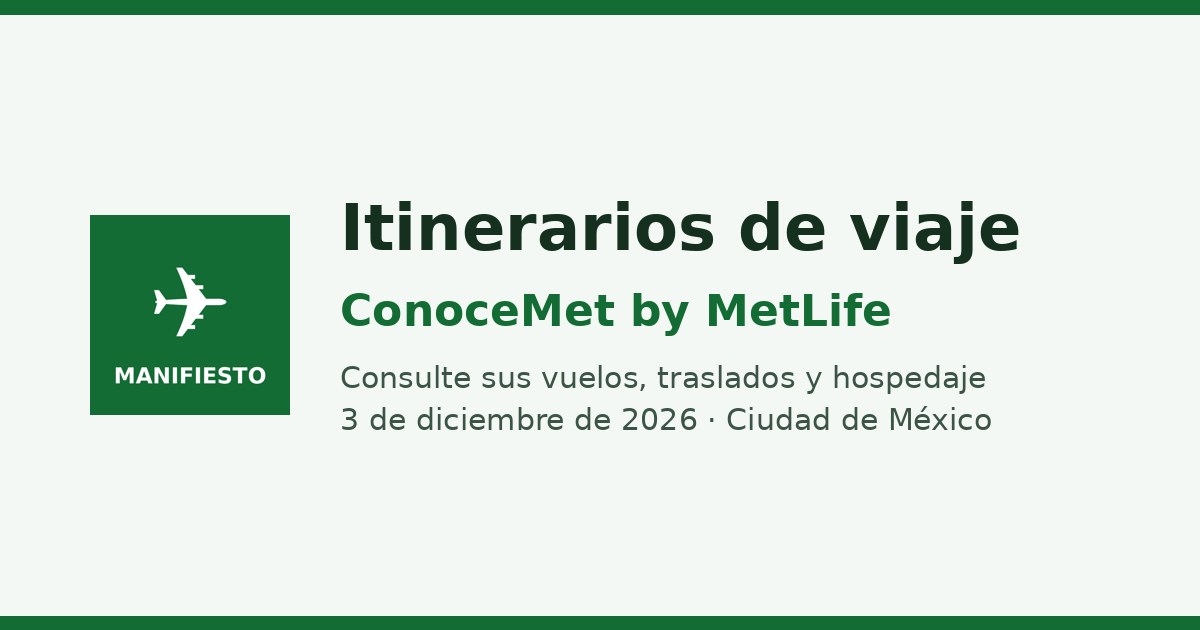 Itinerarios de viaje
ConoceMet by MetLife
MANIFIESTO
Consulte sus vuelos, traslados y hospedaje
3 de diciembre de 2026 · Ciudad de México